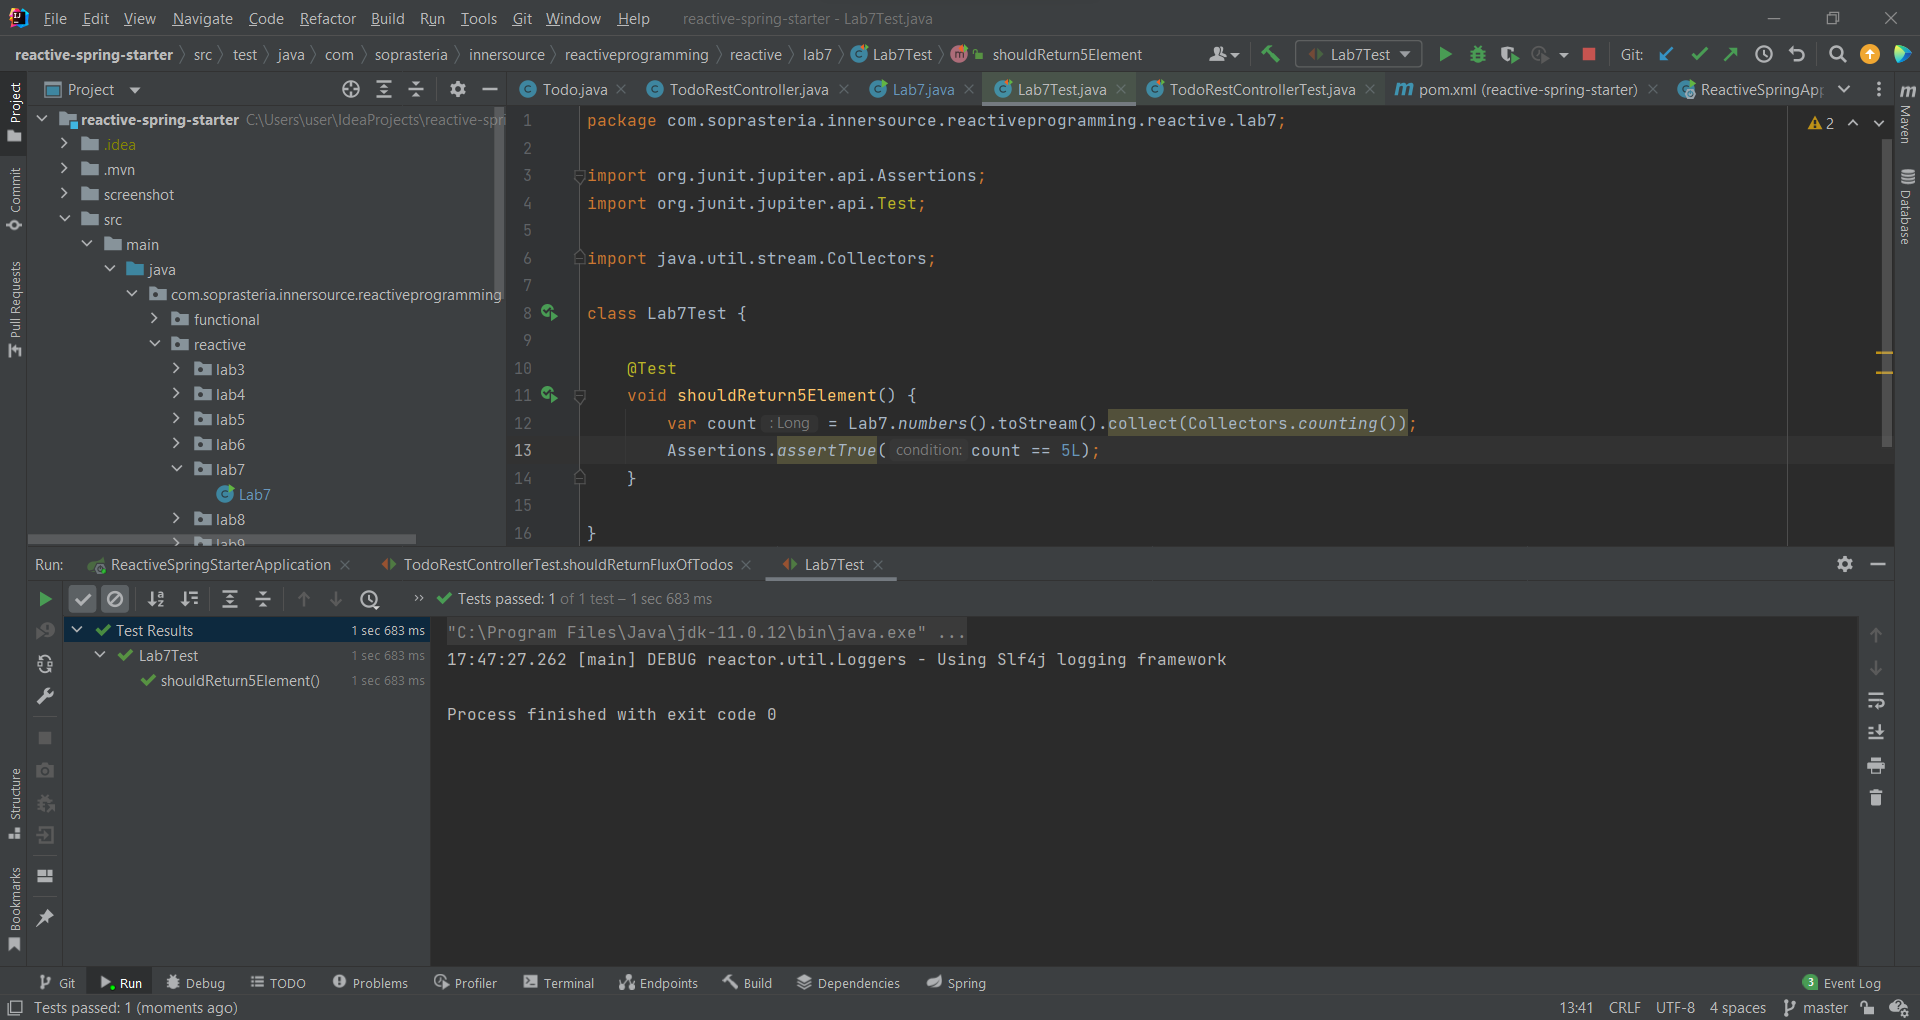 File Edit View Navigate Code Refactor Build Run Tools Git Window Help reactive-spring-starter - Lab7Test.java
reactive-spring-starter src test java com soprasteria innersource reactiveprogramming reactive lab7 Lab7Test shouldReturn5Element Lab7Test Git:
Project
Todo.java TodoRestController.java Lab7.java Lab7Test.java TodoRestControllerTest.java pom.xml (reactive-spring-starter) ReactiveSpringApp
reactive-spring-starter C:\Users\user\IdeaProjects\reactive-spri
.idea
.mvn
screenshot
src
main
java
com.soprasteria.innersource.reactiveprogramming
functional
reactive
lab3
lab4
lab5
lab6
lab7
Lab7
lab8
lab9
1 package com.soprasteria.innersource.reactiveprogramming.reactive.lab7;
2
3 import org.junit.jupiter.api.Assertions;
4 import org.junit.jupiter.api.Test;
5
6 import java.util.stream.Collectors;
7
8 class Lab7Test {
9
10 @Test
11 void shouldReturn5Element() {
12 var count : Long = Lab7.numbers().toStream().collect(Collectors.counting());
13 Assertions.assertTrue( condition: count == 5L);
14 }
15
16 }
2
Project
Commit
Pull Requests
Structure
Bookmarks
Maven
Database
Run: ReactiveSpringStarterApplication TodoRestControllerTest.shouldReturnFluxOfTodos Lab7Test
Tests passed: 1 of 1 test – 1 sec 683 ms
Test Results 1 sec 683 ms
Lab7Test 1 sec 683 ms
shouldReturn5Element() 1 sec 683 ms
"C:\Program Files\Java\jdk-11.0.12\bin\java.exe" ...
17:47:27.262 [main] DEBUG reactor.util.Loggers - Using Slf4j logging framework
Process finished with exit code 0
Git Run Debug TODO Problems Profiler Terminal Endpoints Build Dependencies Spring 3 Event Log
Tests passed: 1 (moments ago) 13:41 CRLF UTF-8 4 spaces master